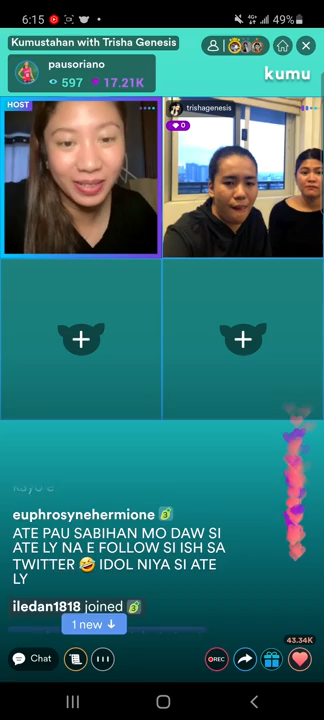 6:15
4G+
49%
Kumustahan with Trisha Genesis
pausoriano
597 17.21K
kumu
HOST
trishagenesis
0
euphrosynehermione
ATE PAU SABIHAN MO DAW SI
ATE LY NA E FOLLOW SI ISH SA
TWITTER 🤣 IDOL NIYA SI ATE
LY
iledan1818 joined
1 new ↓
43.34K
Chat
REC